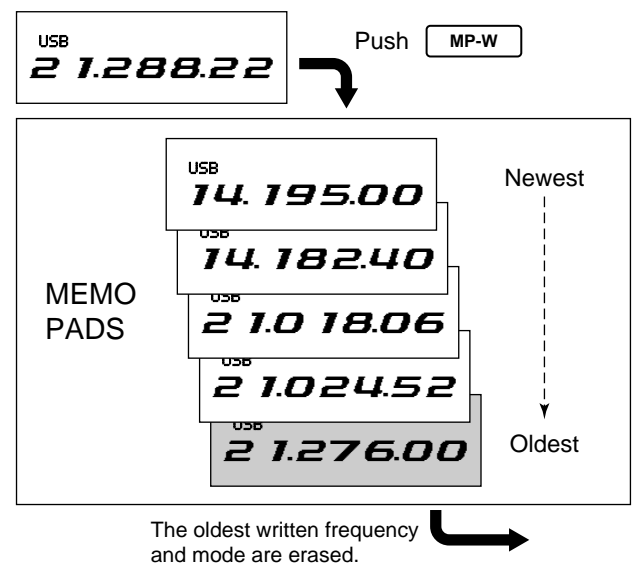 USB
21.288.22
Push MP-W
USB
14.195.00
Newest
USB
14.182.40
MEMO
PADS
USB
21.018.06
USB
21.024.52
USB
21.276.00
Oldest
The oldest written frequency
and mode are erased.